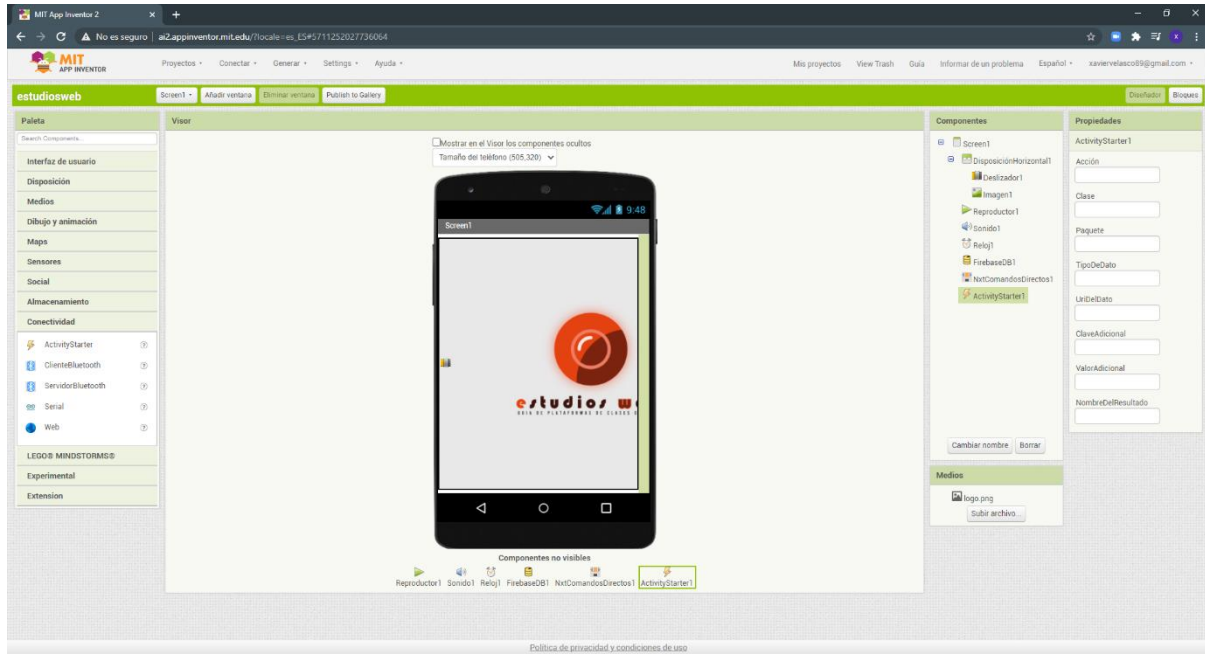 MIT App Inventor 2
No es seguro | ai2.appinventor.mit.edu/?locale=es_ES#5711252027736064
MIT APP INVENTOR
Proyectos Conectar Generar Settings Ayuda
Mis proyectos View Trash Guía Informar de un problema Español xaviervelasco89@gmail.com
estudiosweb
Screen1 Añadir ventana Eliminar ventana Publish to Gallery
Diseñador Bloques
Paleta
Search Components...
Interfaz de usuario
Disposición
Medios
Dibujo y animación
Maps
Sensores
Social
Almacenamiento
Conectividad
ActivityStarter
ClienteBluetooth
ServidorBluetooth
Serial
Web
LEGO® MINDSTORMS®
Experimental
Extension
Visor
Mostrar en el Visor los componentes ocultos
Tamaño del teléfono (505,320)
9:48
Screen1
estudios w
GUIA DE PLATAFORMAS DE CLASES
Componentes no visibles
Reproductor1 Sonido1 Reloj1 FirebaseDB1 NxtComandosDirectos1 ActivityStarter1
Componentes
Screen1
DisposiciónHorizontal1
Deslizador1
Imagen1
Reproductor1
Sonido1
Reloj1
FirebaseDB1
NxtComandosDirectos1
ActivityStarter1
Cambiar nombre Borrar
Medios
logo.png
Subir archivo...
Propiedades
ActivityStarter1
Acción
Clase
Paquete
TipoDeDato
UriDelDato
ClaveAdicional
ValorAdicional
NombreDelResultado
Política de privacidad y condiciones de uso